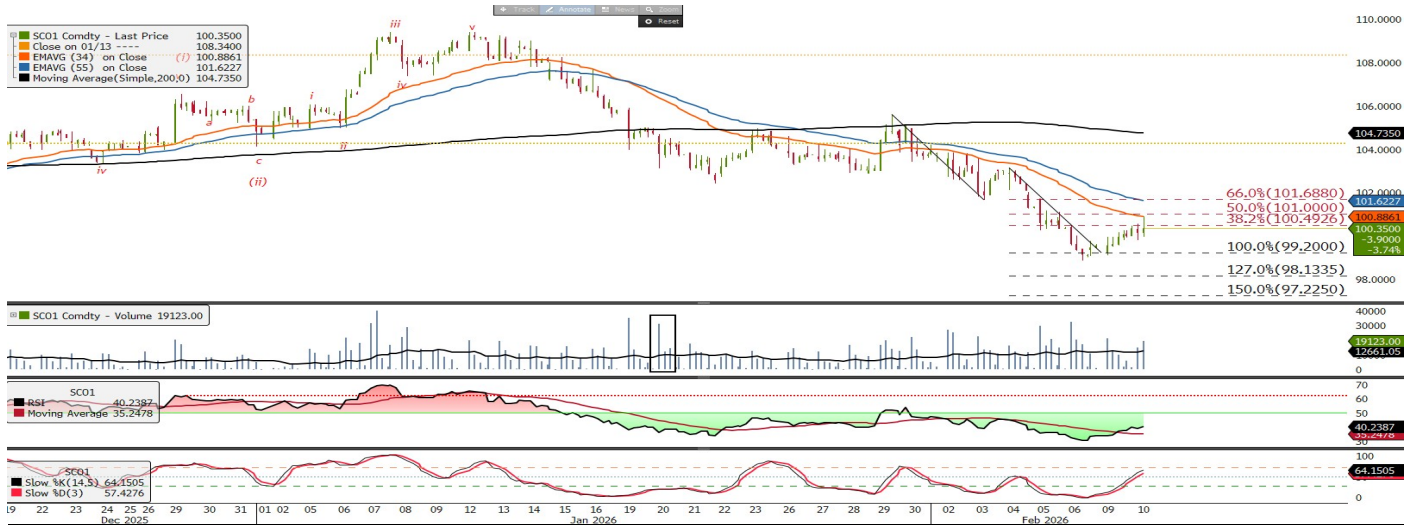 Track Annotate News Zoom
Reset
SCO1 Comdty - Last Price 100.3500
Close on 01/13 ---- 108.3400
EMAVG (34) on Close 100.8861
EMAVG (55) on Close 101.6227
Moving Average(Simple,200,0) 104.7350
(i)
a
b
c
(ii)
iv
i
ii
iii
iv
v
110.0000
108.0000
106.0000
104.7350
104.0000
102.0000
101.6227
100.8861
100.3500
-3.9000
-3.74%
98.0000
66.0%(101.6880)
50.0%(101.0000)
38.2%(100.4926)
100.0%(99.2000)
127.0%(98.1335)
150.0%(97.2250)
SCO1 Comdty - Volume 19123.00
40000
30000
19123.00
12661.05
0
SCO1
RSI 40.2387
Moving Average 35.2478
70
60
50
40.2387
35.2478
30
SCO1
Slow %K(14,5) 64.1505
Slow %D(3) 57.4276
100
64.1505
0
19 22 23 24 25 26 29 30 31 01 02 05 06 07 08 09 12 13 14 15 16 19 20 21 22 23 26 27 28 29 30 02 03 04 05 06 09 10
Dec 2025 Jan 2026 Feb 2026